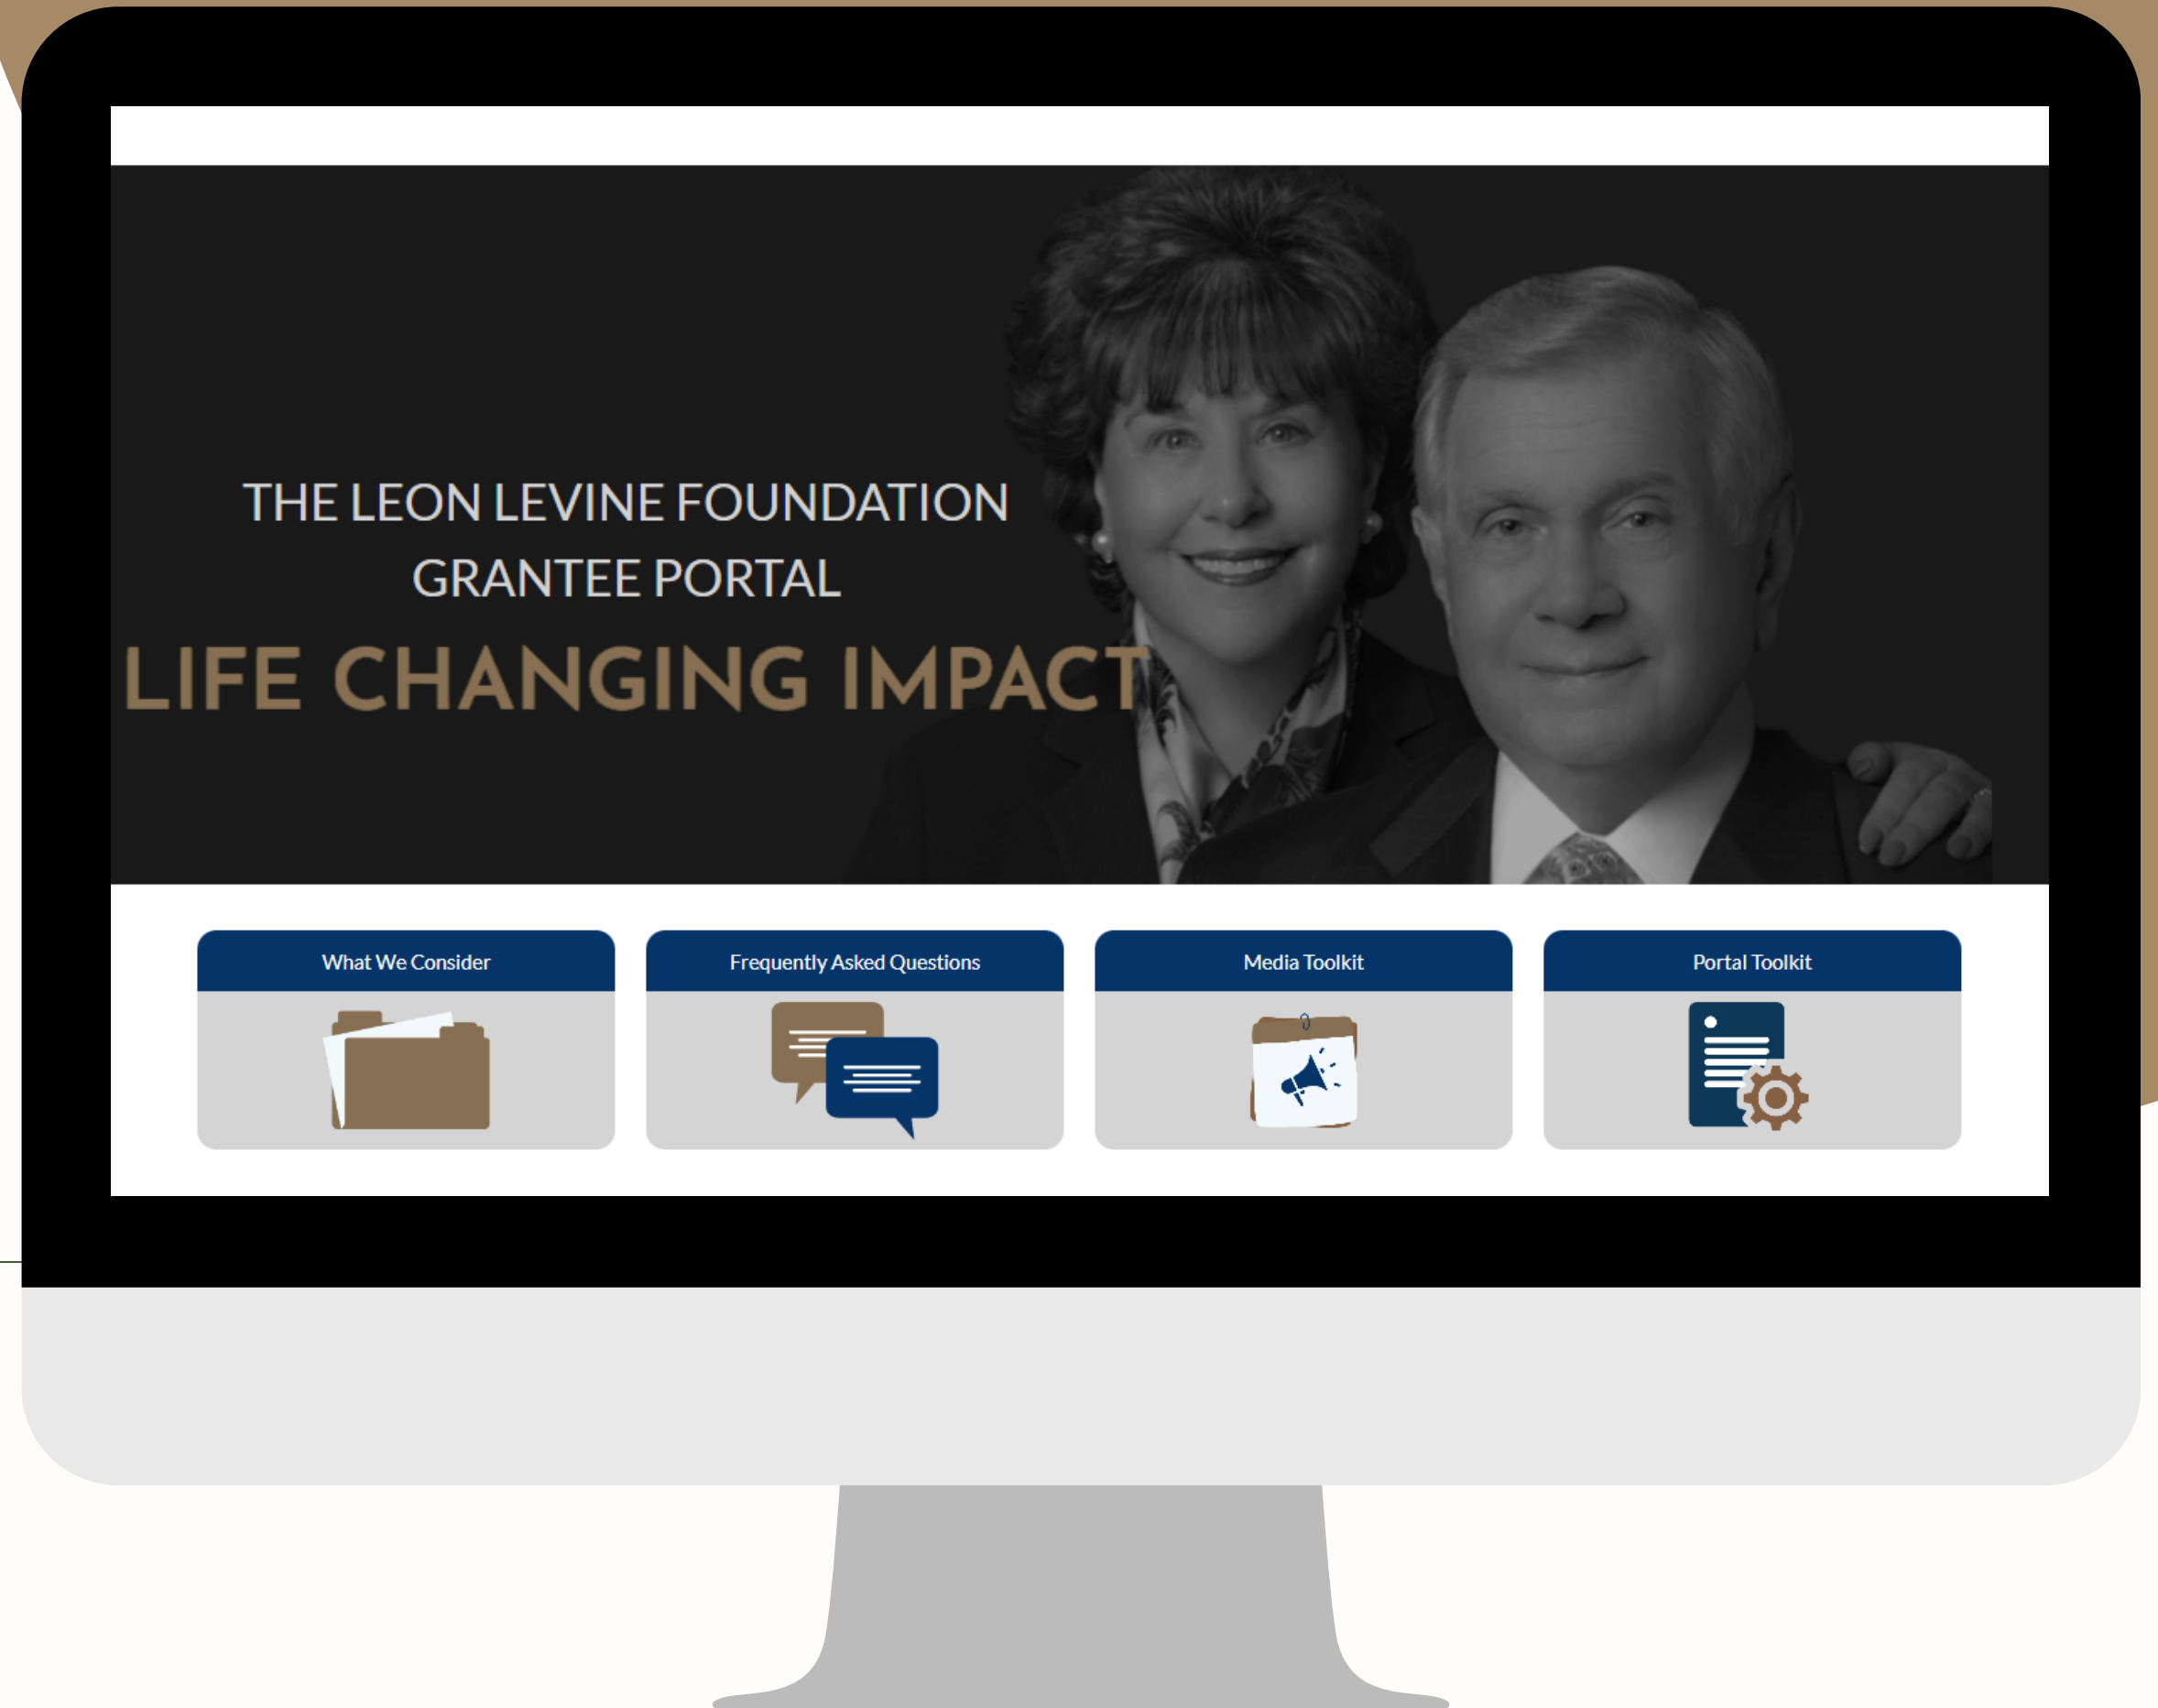 THE LEON LEVINE FOUNDATION
GRANTEE PORTAL
LIFE CHANGING IMPACT
What We Consider
Frequently Asked Questions
Media Toolkit
Portal Toolkit